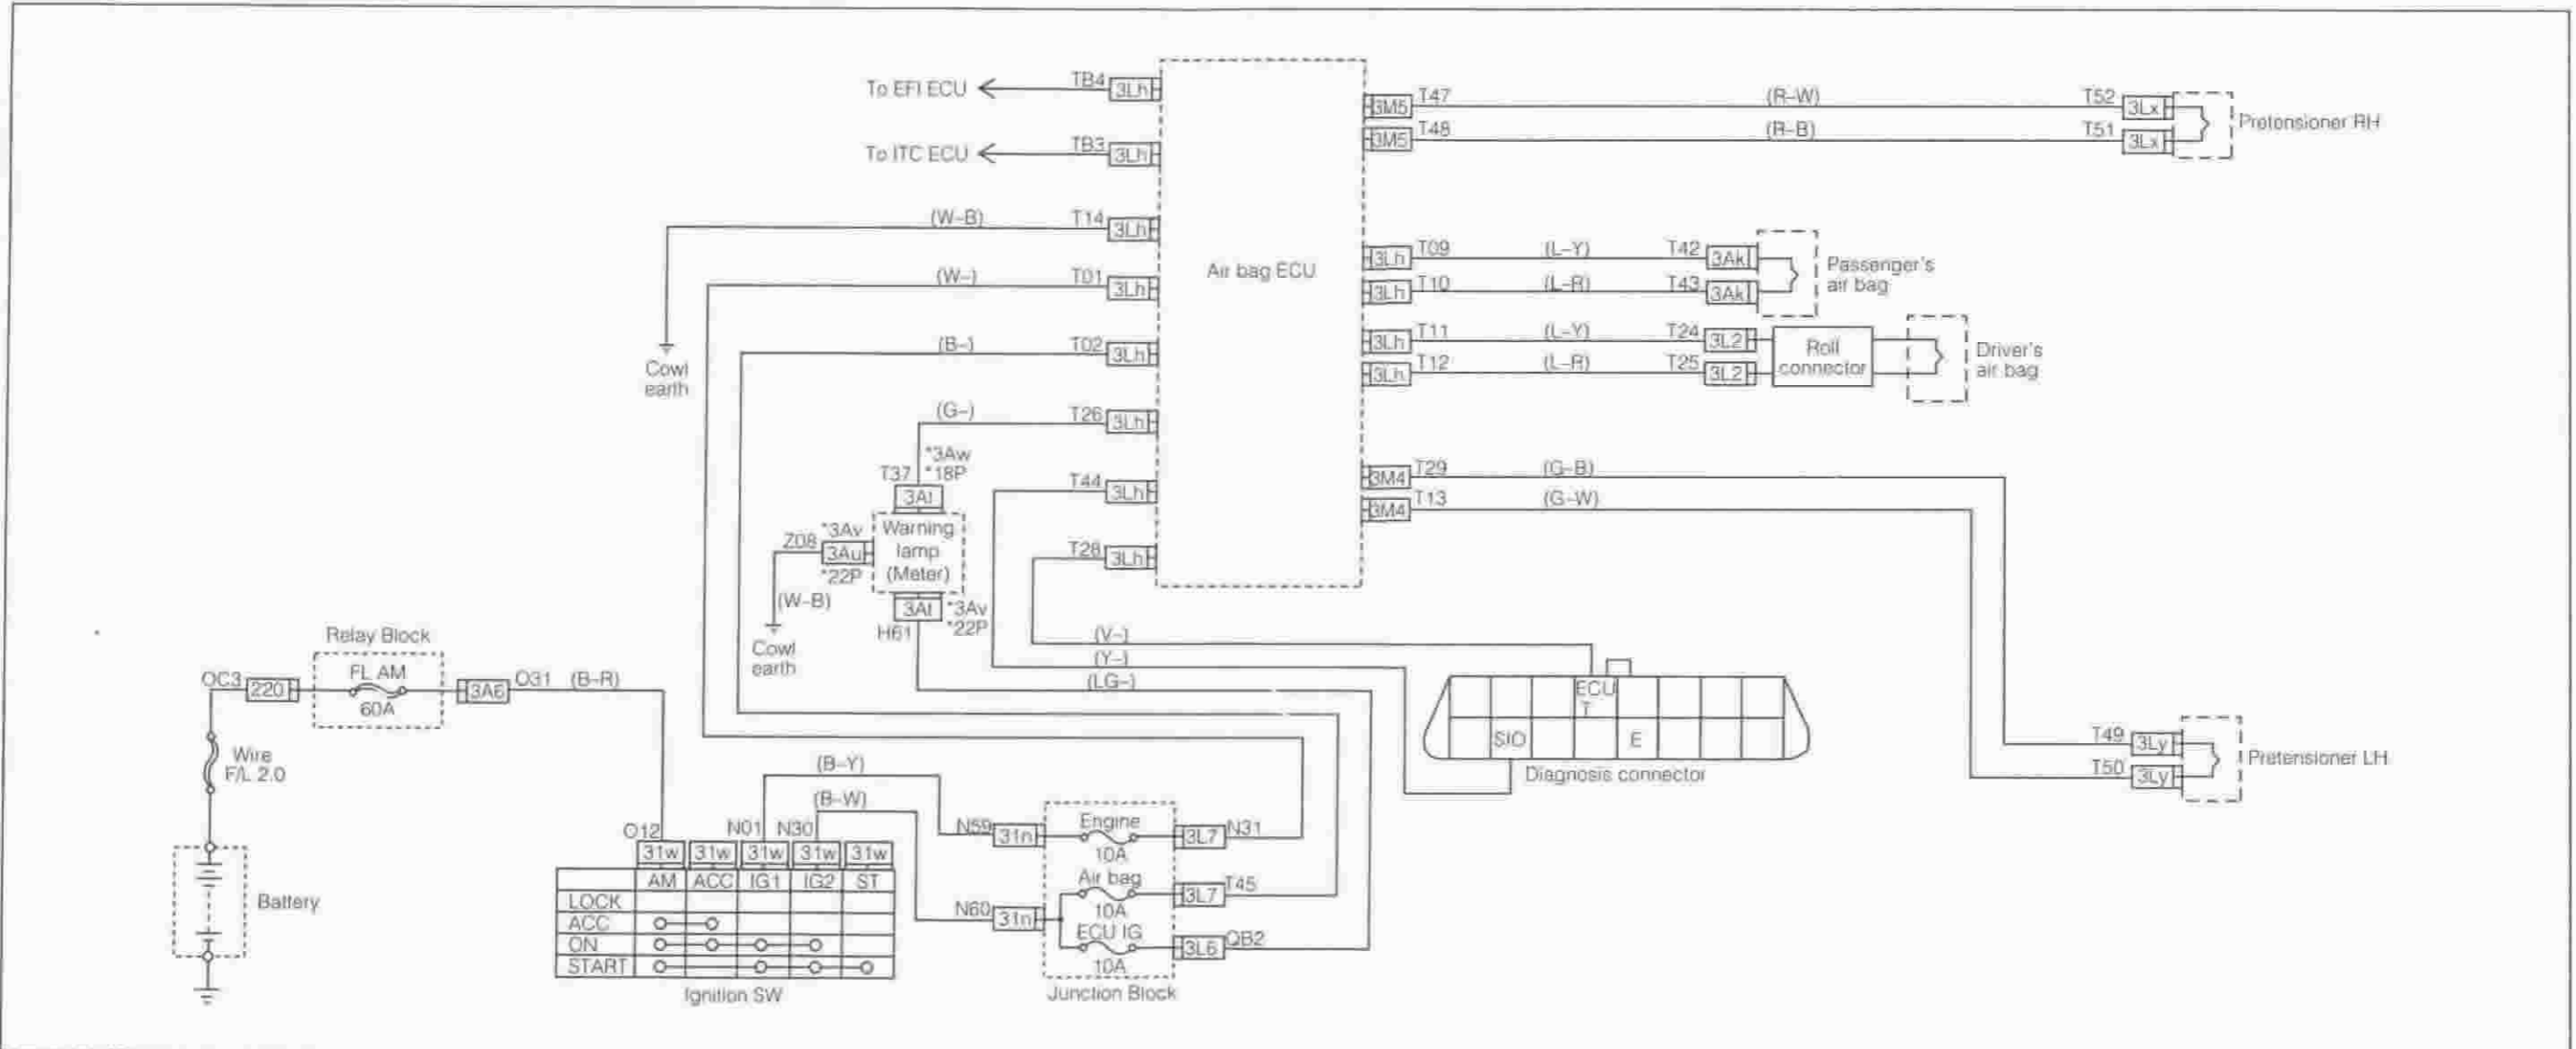 To EFI ECU
TB4
3Lh
To ITC ECU
TB3
3Lh
(W-B)
T14
3Lh
(W-)
T01
3Lh
(B-)
T02
3Lh
Cowl
earth
(G-)
T26
3Lh
T44
3Lh
T28
3Lh
Air bag ECU
3M5
T47
(R-W)
T52
3Lx
3M5
T48
(R-B)
T51
3Lx
Pretensioner RH
3Lh
T09
(L-Y)
T42
3Ak
3Lh
T10
(L-R)
T43
3Ak
Passenger's
air bag
3Lh
T11
(L-Y)
T24
3L2
3Lh
T12
(L-R)
T25
3L2
Roll
connector
Driver's
air bag
3M4
T29
(G-B)
3M4
T13
(G-W)
T49
3Ly
T50
3Ly
Pretensioner LH
T37
*3Aw
*18P
3At
Z08
*3Av
3Au
*22P
Warning
lamp
(Meter)
(W-B)
Cowl
earth
3At
*3Av
*22P
H61
(V-)
(Y-)
(LG-)
ECU
T
SIO
E
Diagnosis connector
Relay Block
OC3
220
FL AM
60A
3A6
O31
(B-R)
Wire
F/L 2.0
Battery
(B-Y)
(B-W)
O12
N01
N30
31w
31w
31w
31w
31w
AM
ACC
IG1
IG2
ST
LOCK
ACC
ON
START
Ignition SW
N59
31n
Engine
10A
3L7
N31
N60
31n
Air bag
10A
3L7
T45
ECU IG
10A
3L6
QB2
Junction Block